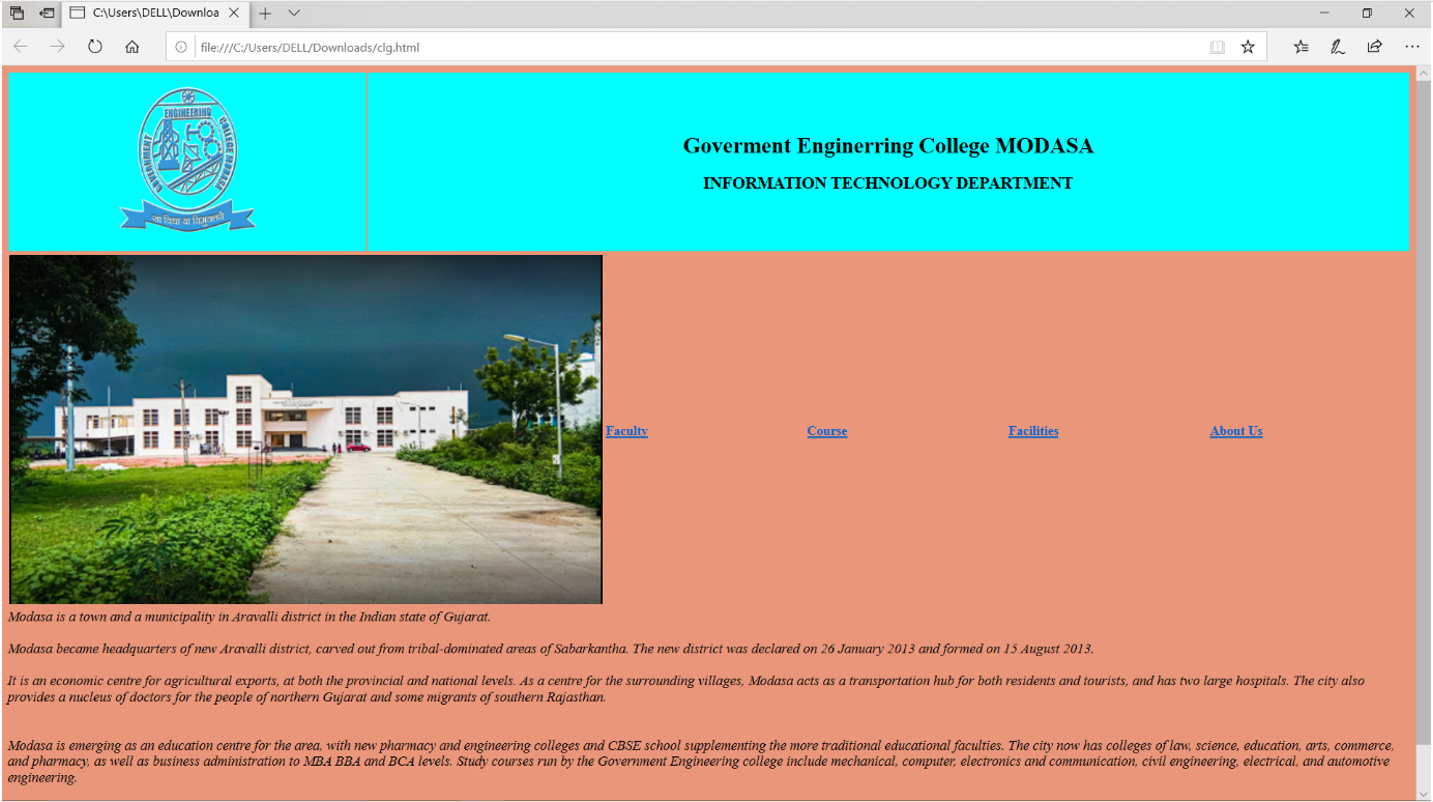 C:\Users\DELL\Downloa
file:///C:/Users/DELL/Downloads/clg.html
GOVERNMENT ENGINEERING COLLEGE MODASA
सा विद्या या विमुक्तये
Goverment Enginerring College MODASA
INFORMATION TECHNOLOGY DEPARTMENT
Faculty Course Facilities About Us
Modasa is a town and a municipality in Aravalli district in the Indian state of Gujarat.
Modasa became headquarters of new Aravalli district, carved out from tribal-dominated areas of Sabarkantha. The new district was declared on 26 January 2013 and formed on 15 August 2013.
It is an economic centre for agricultural exports, at both the provincial and national levels. As a centre for the surrounding villages, Modasa acts as a transportation hub for both residents and tourists, and has two large hospitals. The city also
provides a nucleus of doctors for the people of northern Gujarat and some migrants of southern Rajasthan.
Modasa is emerging as an education centre for the area, with new pharmacy and engineering colleges and CBSE school supplementing the more traditional educational faculties. The city now has colleges of law, science, education, arts, commerce,
and pharmacy, as well as business administration to MBA BBA and BCA levels. Study courses run by the Government Engineering college include mechanical, computer, electronics and communication, civil engineering, electrical, and automotive
engineering.